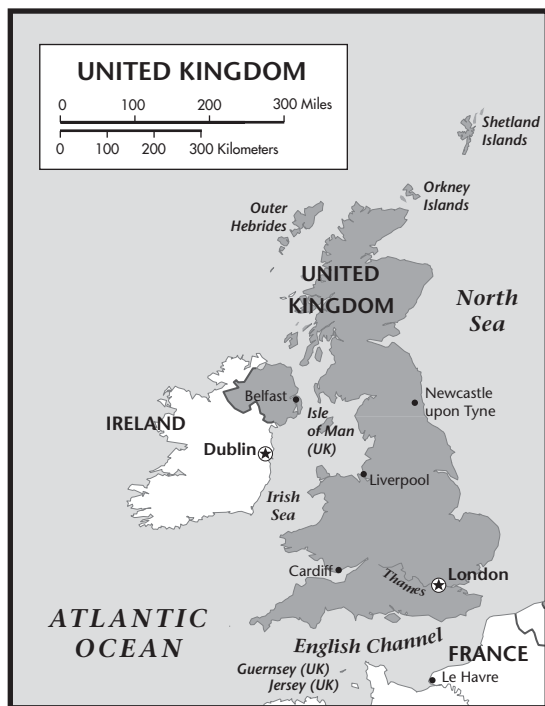 UNITED KINGDOM
0 100 200 300 Miles
0 100 200 300 Kilometers
Shetland
Islands
Orkney
Islands
Outer
Hebrides
UNITED
KINGDOM
North
Sea
Belfast
Isle
of Man
(UK)
Newcastle
upon Tyne
IRELAND
Dublin
Liverpool
Irish
Sea
Cardiff
Thames
London
ATLANTIC
OCEAN
English Channel
FRANCE
Guernsey (UK)
Jersey (UK)
Le Havre